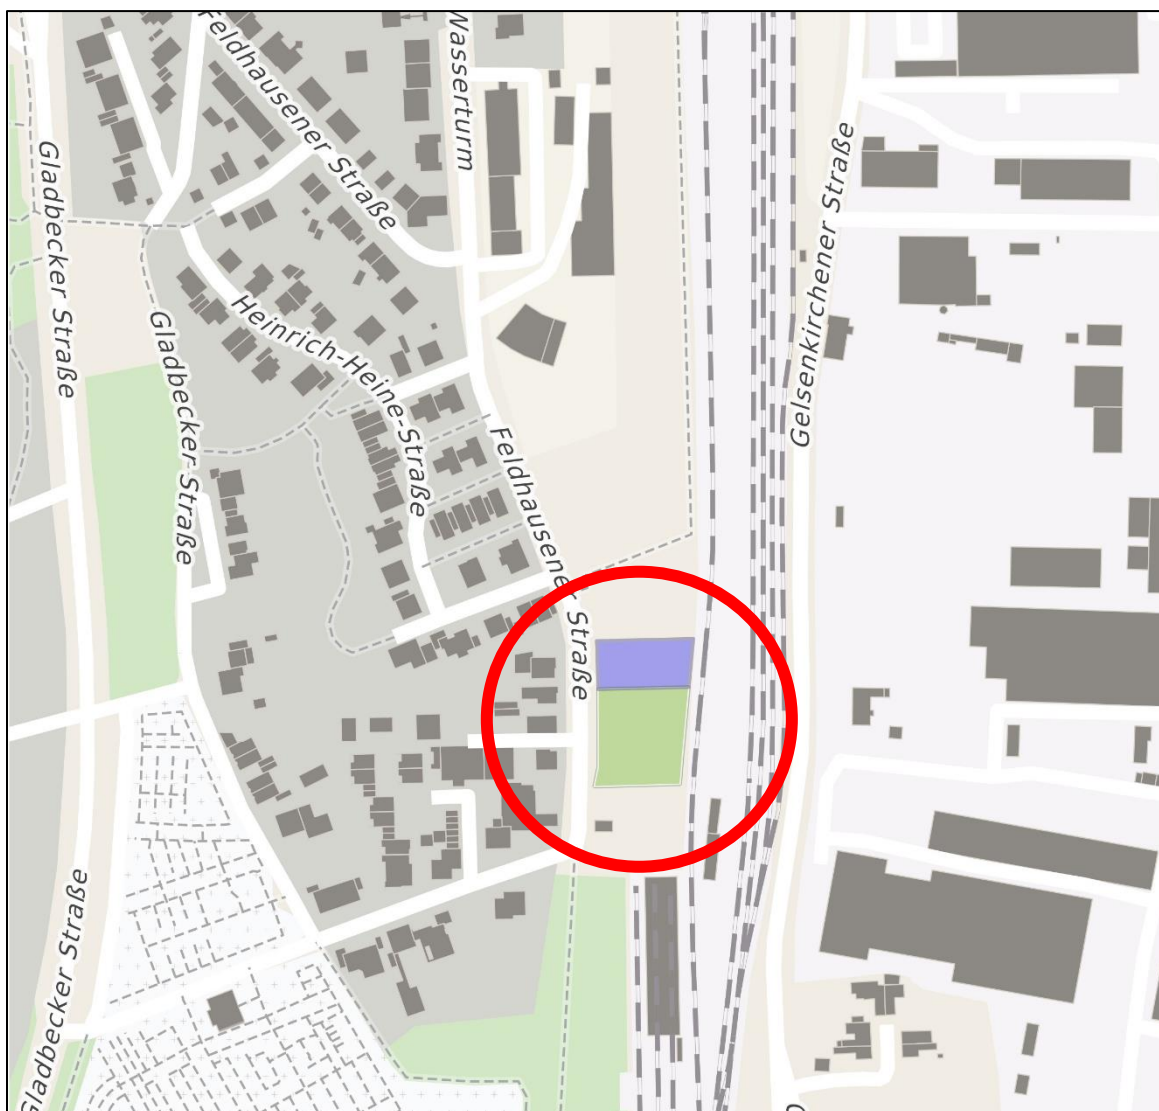 Feldhausener Straße
Wasserturm
Gladbecker Straße
Gelsenkirchener Straße
Heinrich-Heine-Straße
Gladbecker Straße
Feldhausener Straße
Gladbecker Straße